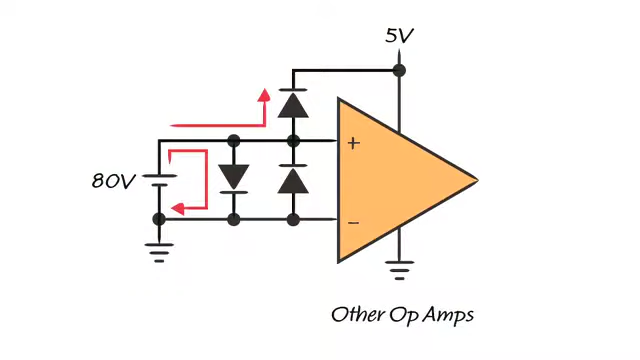 5V
+
80V
−
Other Op Amps